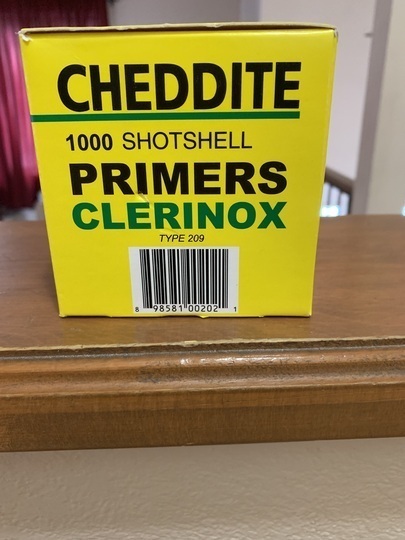 CHEDDITE
1000 SHOTSHELL
PRIMERS
CLERINOX
TYPE 209
8 98581 00202 1